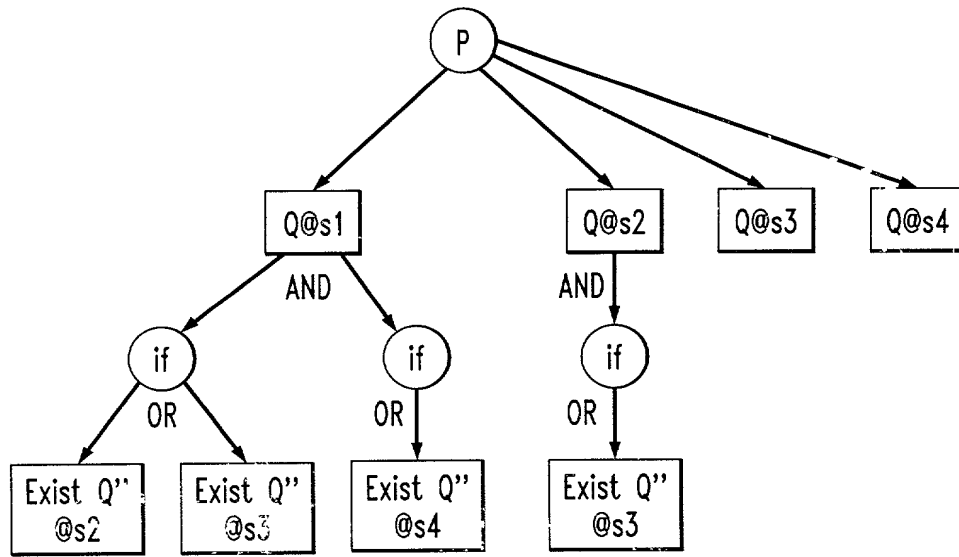 P
Q@s1
Q@s2
Q@s3
Q@s4
AND
AND
if
if
if
OR
OR
OR
Exist Q''
@s2
Exist Q''
@s3
Exist Q''
@s4
Exist Q''
@s3